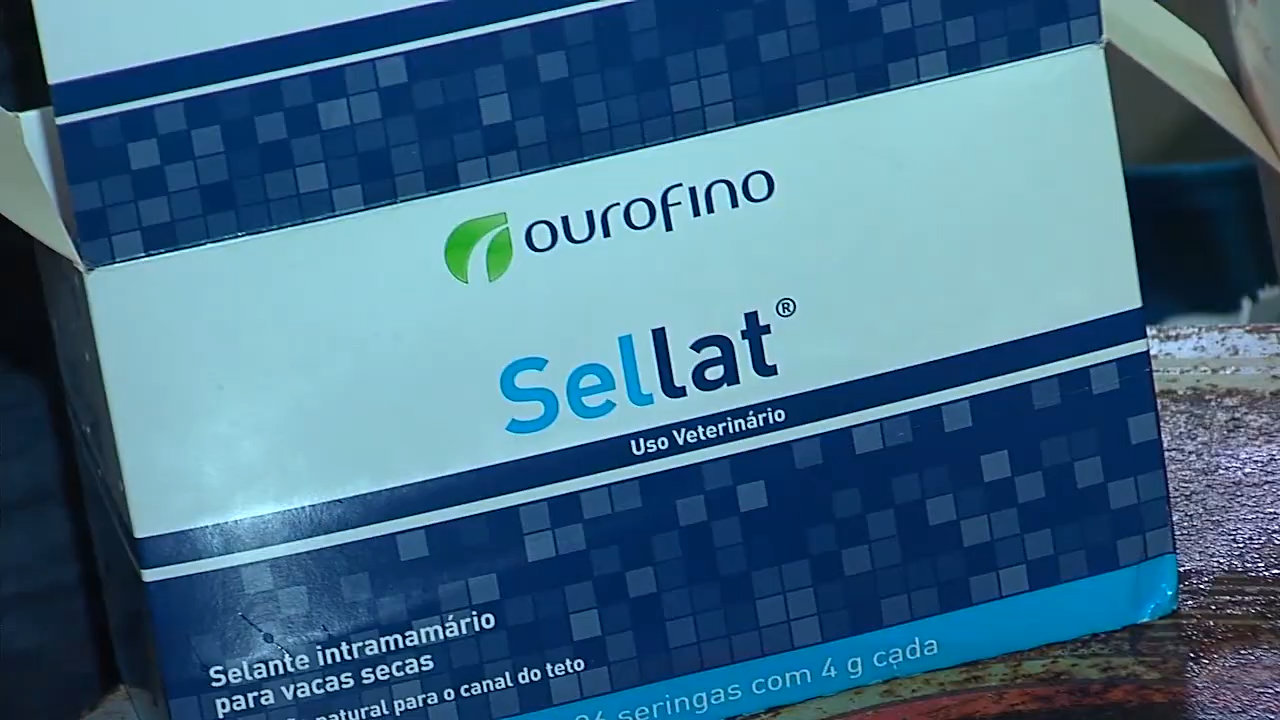 ourofino
Sellat®
Uso Veterinário
Selante intramamário
para vacas secas
natural para o canal do teto
seringas com 4 g cada